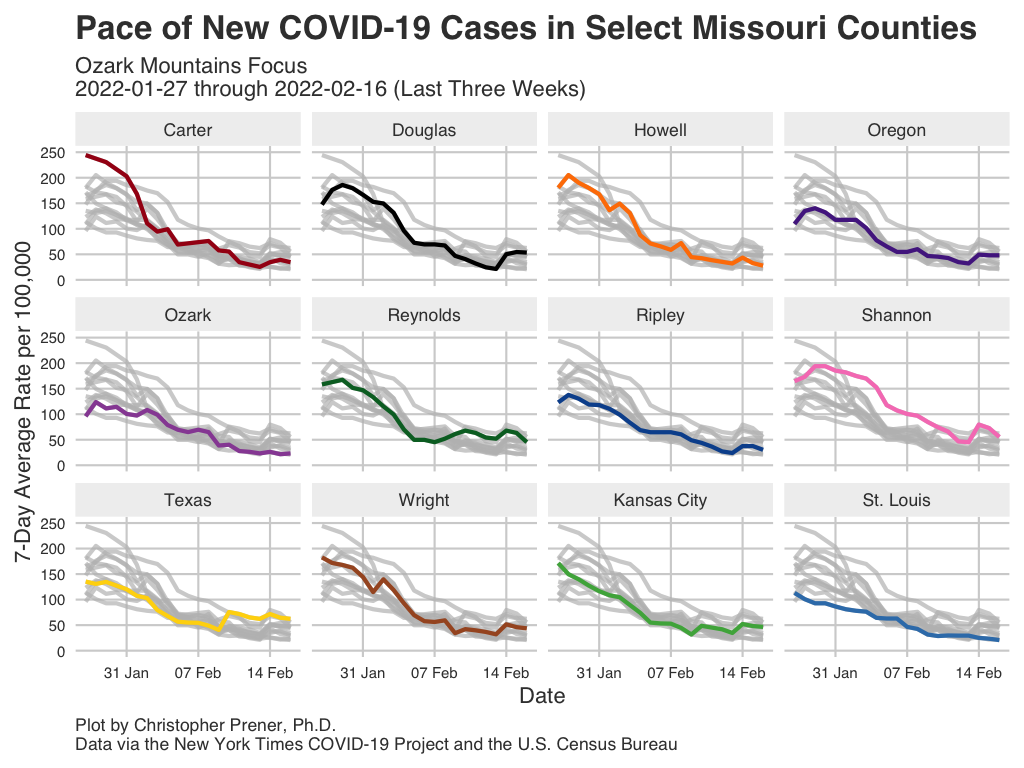 Pace of New COVID-19 Cases in Select Missouri Counties
Ozark Mountains Focus
2022-01-27 through 2022-02-16 (Last Three Weeks)
Carter Douglas Howell Oregon
250
200
150
100
50
0
Ozark Reynolds Ripley Shannon
250
200
150
100
50
0
Texas Wright Kansas City St. Louis
250
200
150
100
50
0
7-Day Average Rate per 100,000
31 Jan 07 Feb 14 Feb 31 Jan 07 Feb 14 Feb 31 Jan 07 Feb 14 Feb 31 Jan 07 Feb 14 Feb
Date
Plot by Christopher Prener, Ph.D.
Data via the New York Times COVID-19 Project and the U.S. Census Bureau